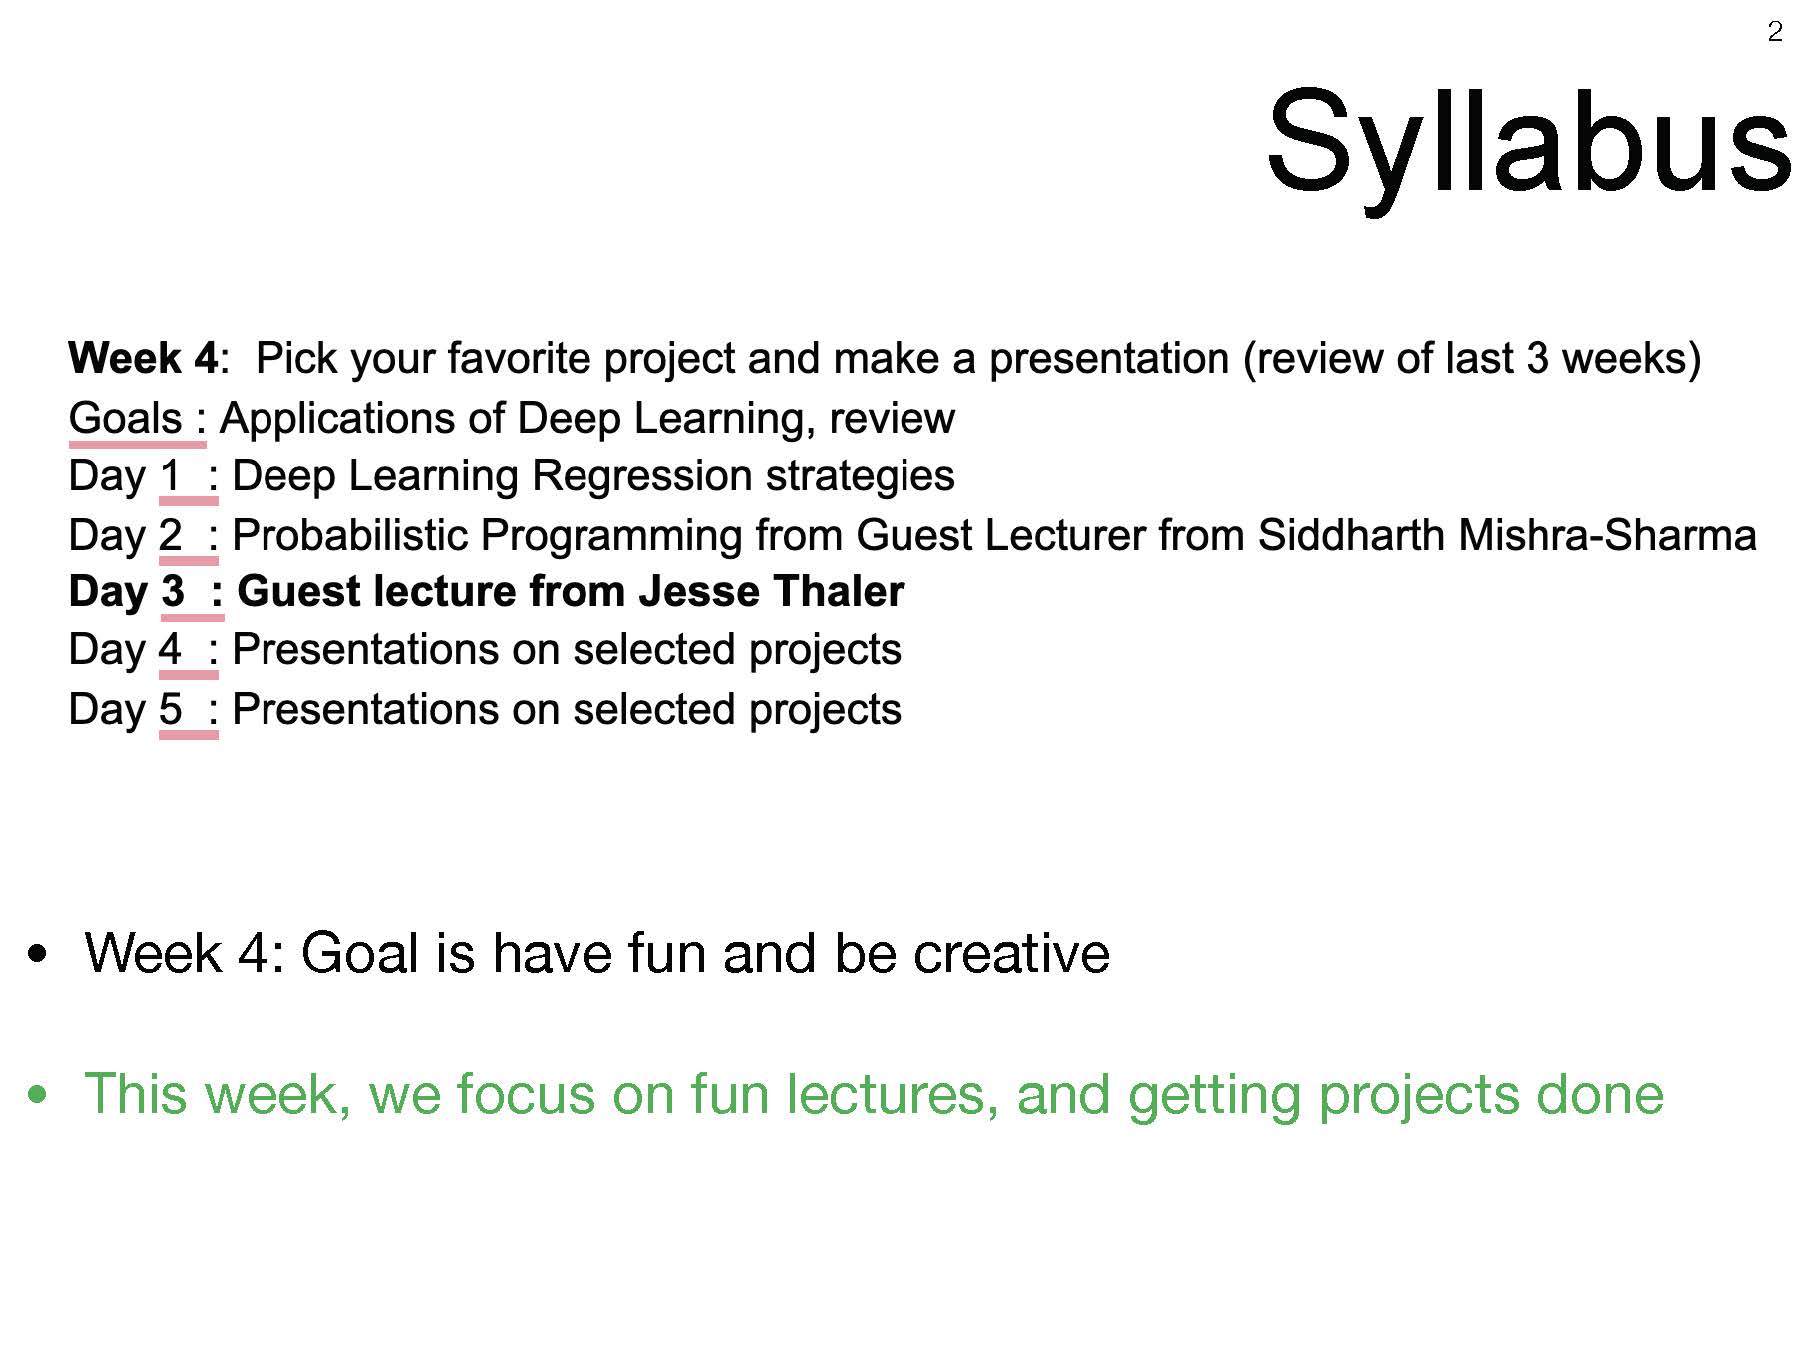 2
Syllabus
Week 4:  Pick your favorite project and make a presentation (review of last 3 weeks)
Goals : Applications of Deep Learning, review
Day 1  : Deep Learning Regression strategies
Day 2  : Probabilistic Programming from Guest Lecturer from Siddharth Mishra-Sharma
Day 3  : Guest lecture from Jesse Thaler
Day 4  : Presentations on selected projects
Day 5  : Presentations on selected projects
• Week 4: Goal is have fun and be creative
• This week, we focus on fun lectures, and getting projects done